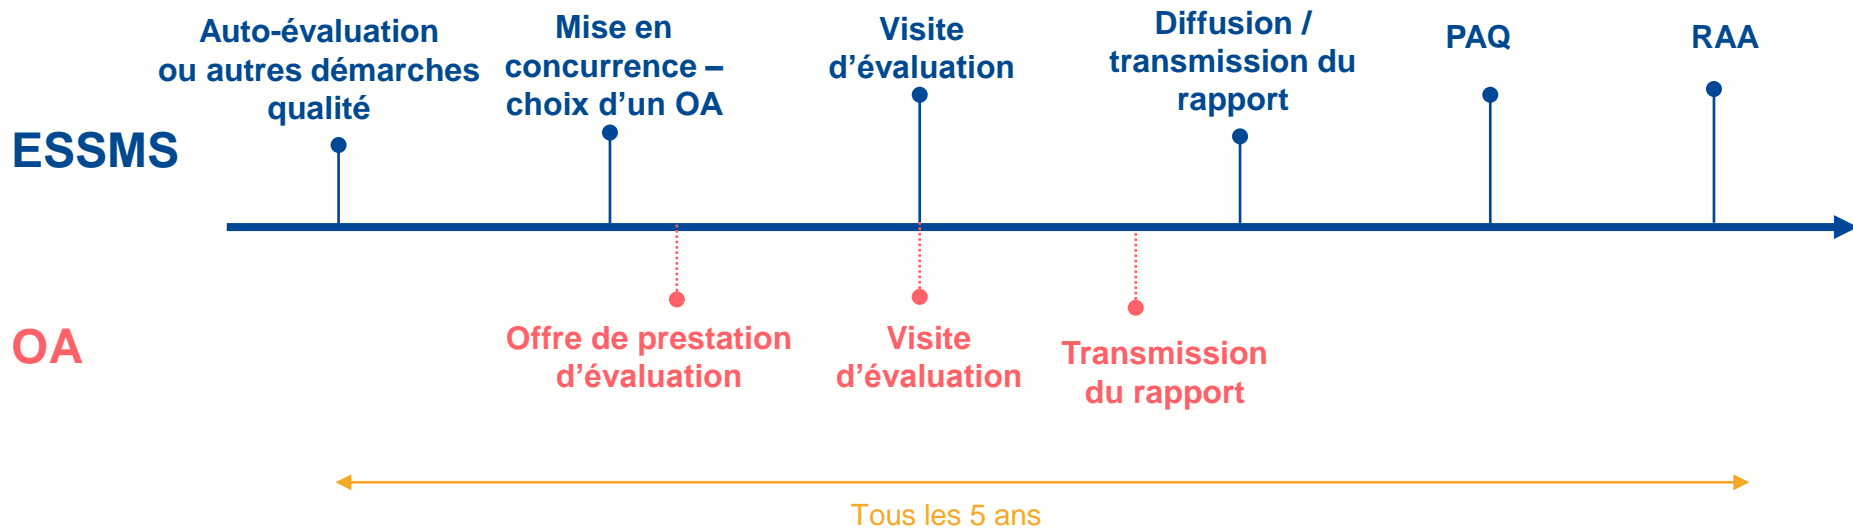 Auto-évaluation
ou autres démarches
qualité
Mise en
concurrence –
choix d’un OA
Visite
d’évaluation
Diffusion /
transmission du
rapport
PAQ
RAA
ESSMS
OA
Offre de prestation
d’évaluation
Visite
d’évaluation
Transmission
du rapport
Tous les 5 ans